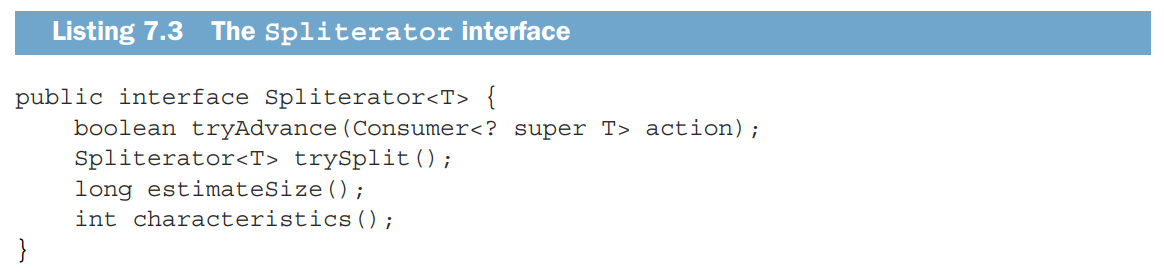 Listing 7.3 The Spliterator interface
public interface Spliterator<T> {
    boolean tryAdvance(Consumer<? super T> action);
    Spliterator<T> trySplit();
    long estimateSize();
    int characteristics();
}